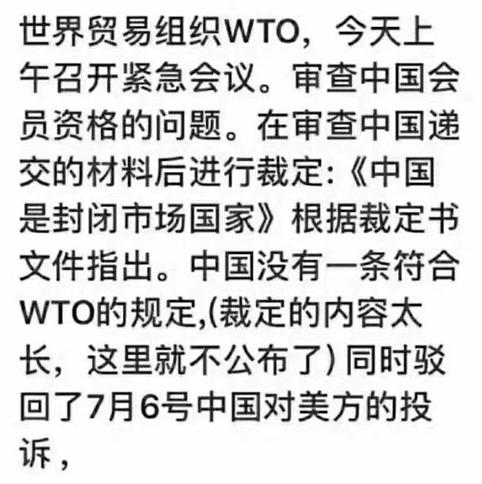 世界贸易组织WTO，今天上
午召开紧急会议。审查中国会
员资格的问题。在审查中国递
交的材料后进行裁定:《中国
是封闭市场国家》根据裁定书
文件指出。中国没有一条符合
WTO的规定,(裁定的内容太
长，这里就不公布了) 同时驳
回了7月6号中国对美方的投
诉，